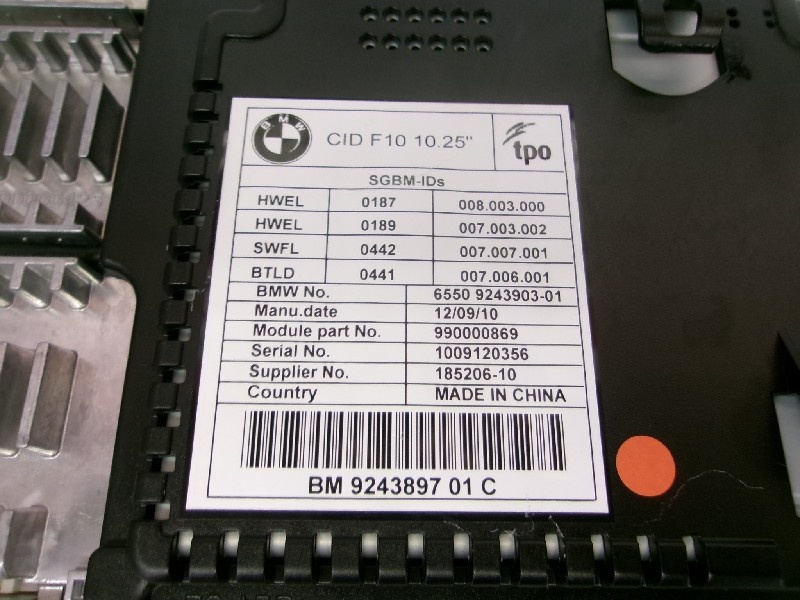 BMW CID F10 10.25" tpo
SGBM-IDs
HWEL 0187 008.003.000
HWEL 0189 007.003.002
SWFL 0442 007.007.001
BTLD 0441 007.006.001
BMW No. 6550 9243903-01
Manu.date 12/09/10
Module part No. 990000869
Serial No. 1009120356
Supplier No. 185206-10
Country MADE IN CHINA
BM 9243897 01 C